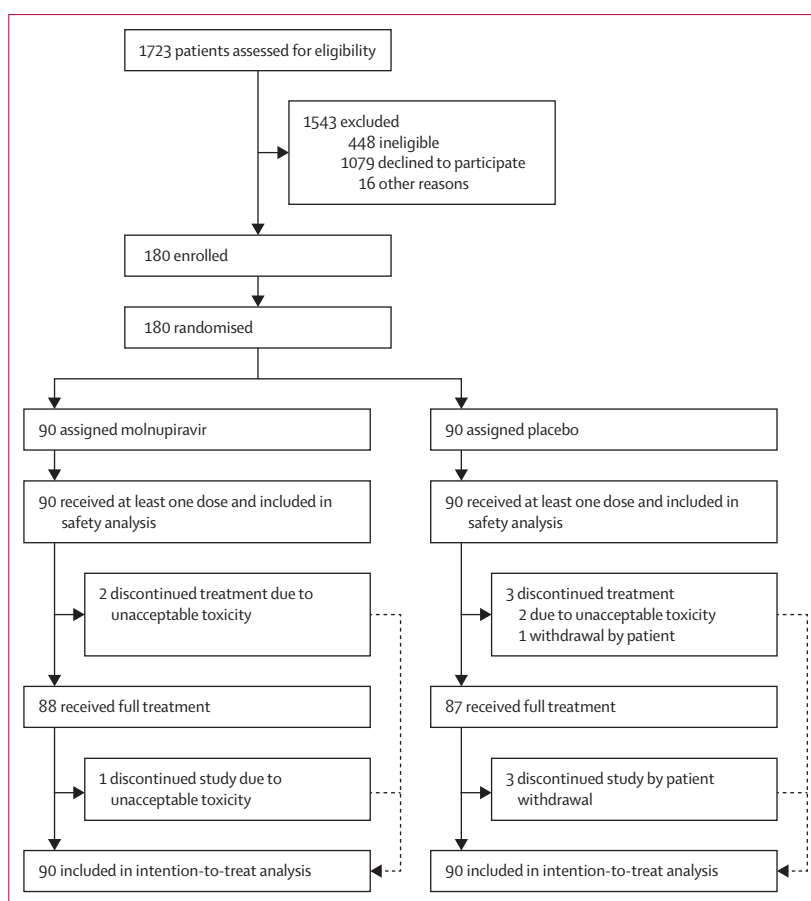 1723 patients assessed for eligibility
1543 excluded
448 ineligible
1079 declined to participate
16 other reasons
180 enrolled
180 randomised
90 assigned molnupiravir
90 assigned placebo
90 received at least one dose and included in
safety analysis
90 received at least one dose and included in
safety analysis
2 discontinued treatment due to
unacceptable toxicity
3 discontinued treatment
2 due to unacceptable toxicity
1 withdrawal by patient
88 received full treatment
87 received full treatment
1 discontinued study due to
unacceptable toxicity
3 discontinued study by patient
withdrawal
90 included in intention-to-treat analysis
90 included in intention-to-treat analysis